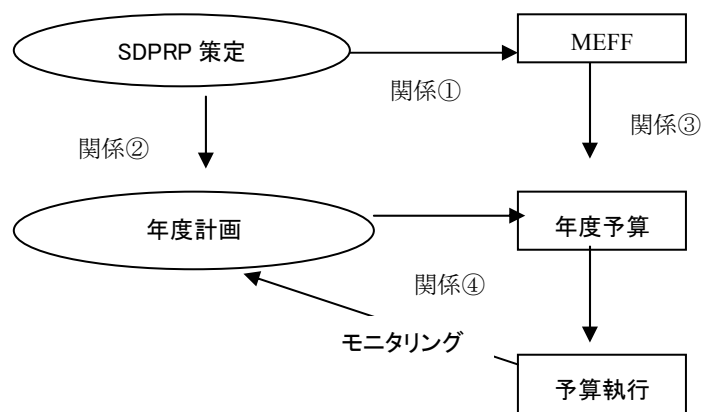 SDPRP 策定
MEFF
関係①
関係③
関係②
年度計画
年度予算
関係④
モニタリング
予算執行